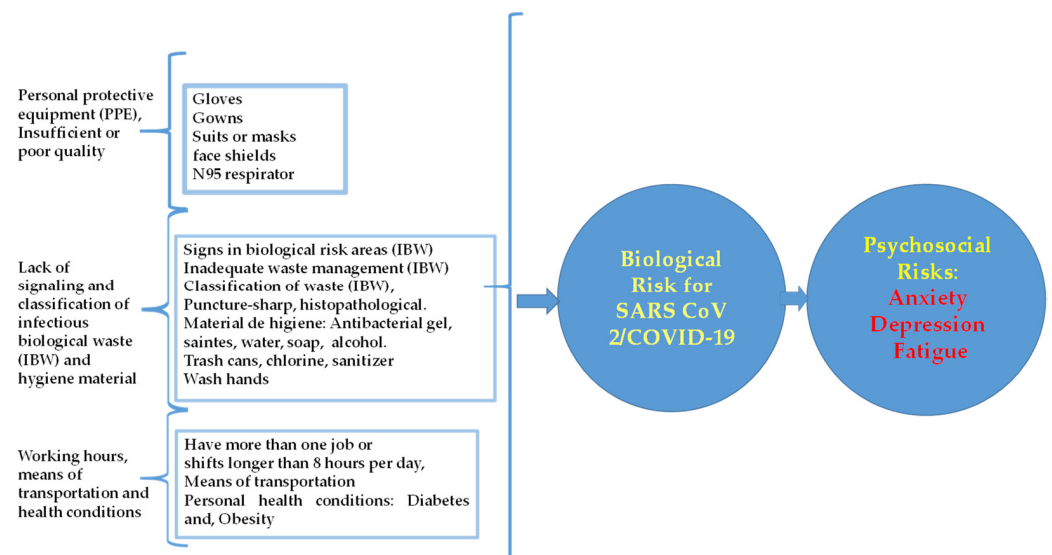 Personal protective
equipment (PPE),
Insufficient or
poor quality
Gloves
Gowns
Suits or masks
face shields
N95 respirator
Lack of
signaling and
classification of
infectious
biological waste
(IBW) and
hygiene material
Signs in biological risk areas (IBW)
Inadequate waste management (IBW)
Classification of waste (IBW),
Puncture-sharp, histopathological.
Material de higiene: Antibacterial gel,
saintes, water, soap, alcohol.
Trash cans, chlorine, sanitizer
Wash hands
Working hours,
means of
transportation and
health conditions
Have more than one job or
shifts longer than 8 hours per day,
Means of transportation
Personal health conditions: Diabetes
and, Obesity
Biological
Risk for
SARS CoV
2/COVID-19
Psychosocial
Risks:
Anxiety
Depression
Fatigue